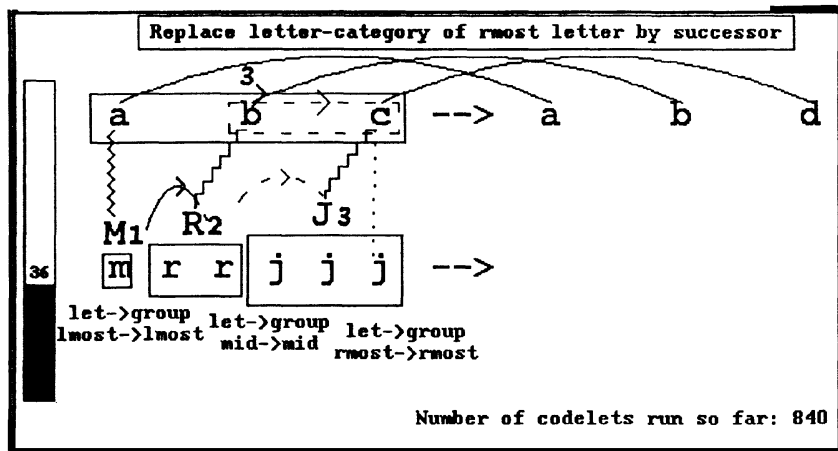 Replace letter-category of rmost letter by successor
3
a b c --> a b d
M1 R2 J3
m r r j j j -->
36
let->group let->group let->group
lmost->lmost mid->mid rmost->rmost
Number of codelets run so far: 840